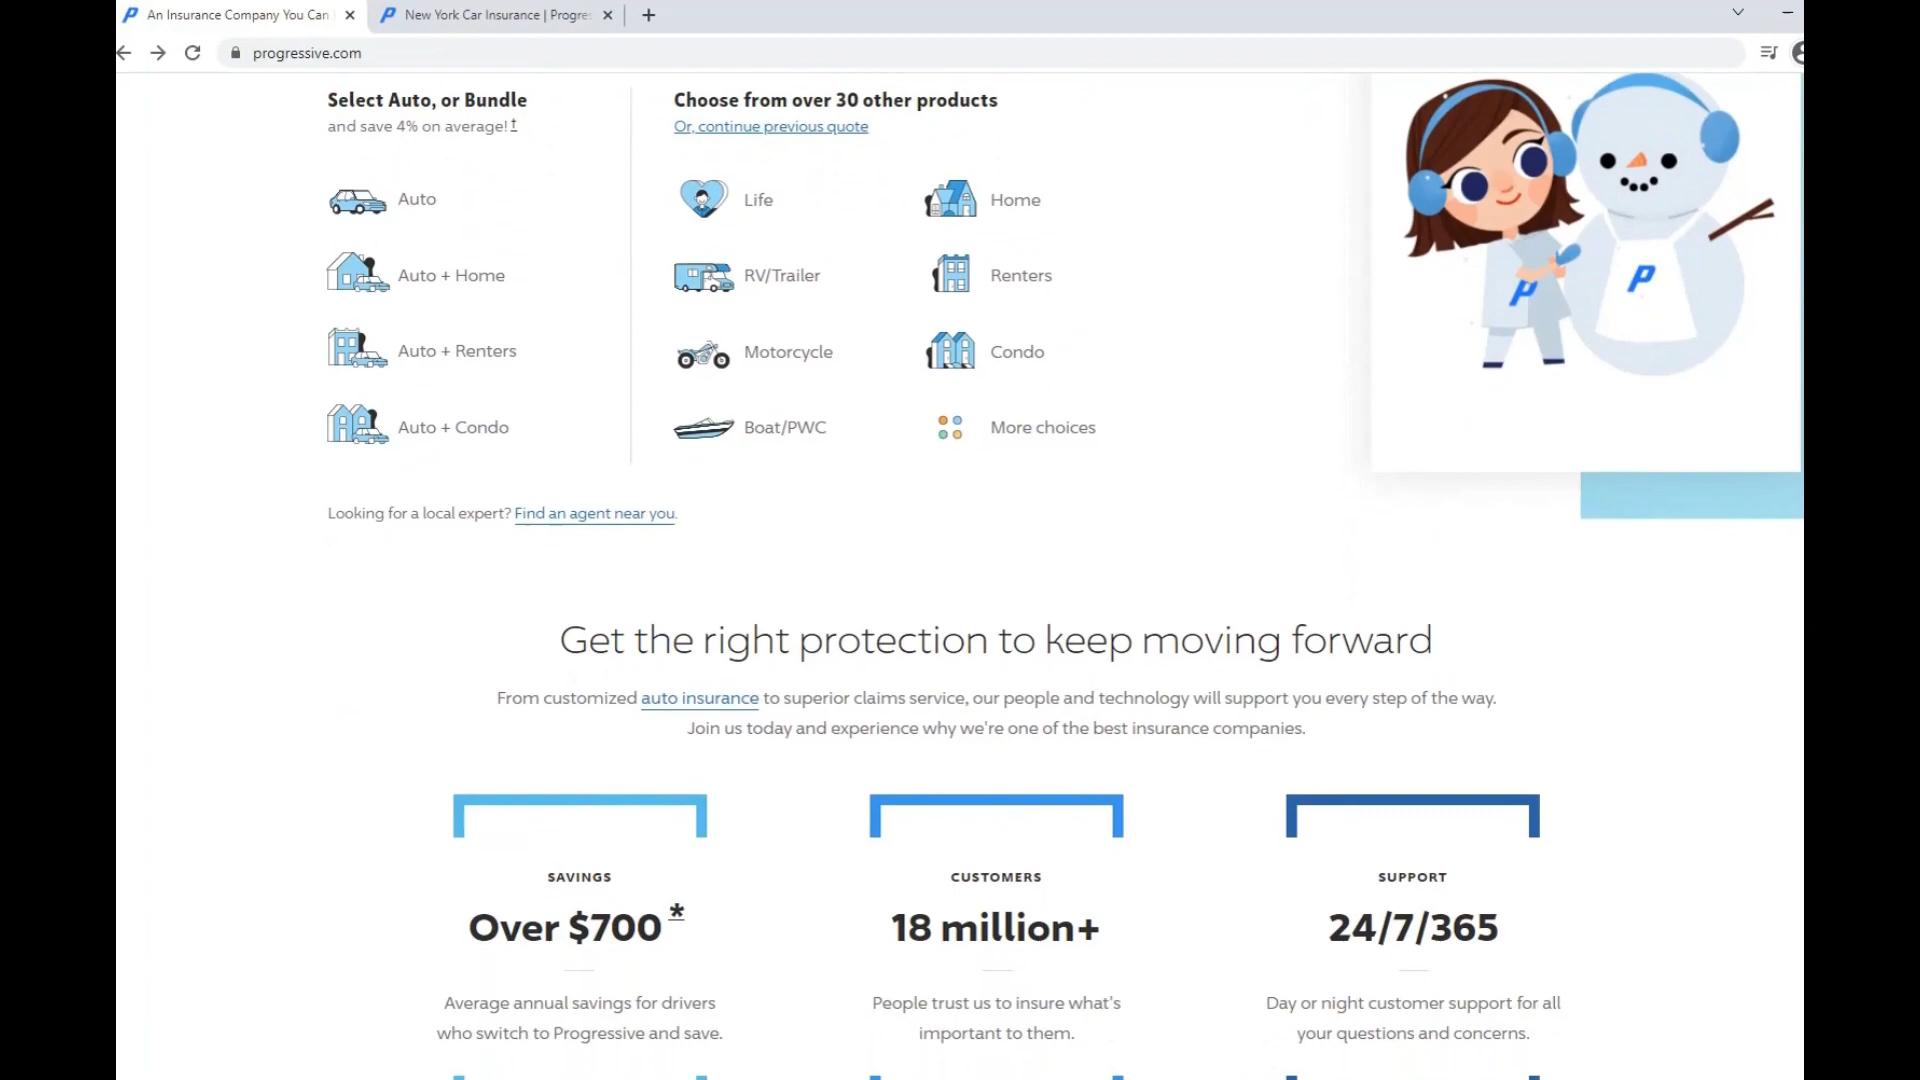 An Insurance Company You Can
New York Car Insurance | Progres
progressive.com
Select Auto, or Bundle
and save 4% on average!†
Auto
Auto + Home
Auto + Renters
Auto + Condo
Choose from over 30 other products
Or, continue previous quote
Life
Home
RV/Trailer
Renters
Motorcycle
Condo
Boat/PWC
More choices
Looking for a local expert? Find an agent near you.
Get the right protection to keep moving forward
From customized auto insurance to superior claims service, our people and technology will support you every step of the way.
Join us today and experience why we're one of the best insurance companies.
SAVINGS
Over $700*
Average annual savings for drivers
who switch to Progressive and save.
CUSTOMERS
18 million+
People trust us to insure what's
important to them.
SUPPORT
24/7/365
Day or night customer support for all
your questions and concerns.